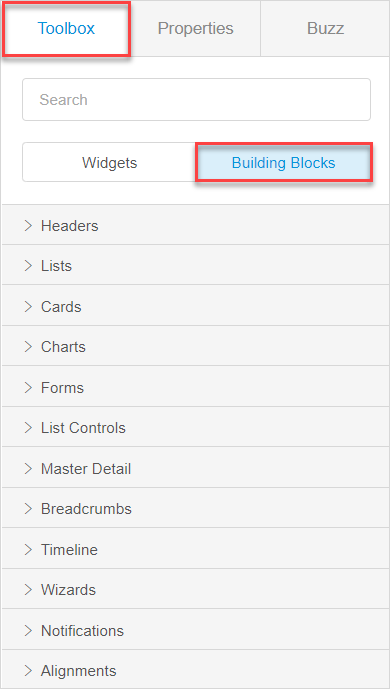 Toolbox Properties Buzz
Search
Widgets Building Blocks
Headers
Lists
Cards
Charts
Forms
List Controls
Master Detail
Breadcrumbs
Timeline
Wizards
Notifications
Alignments